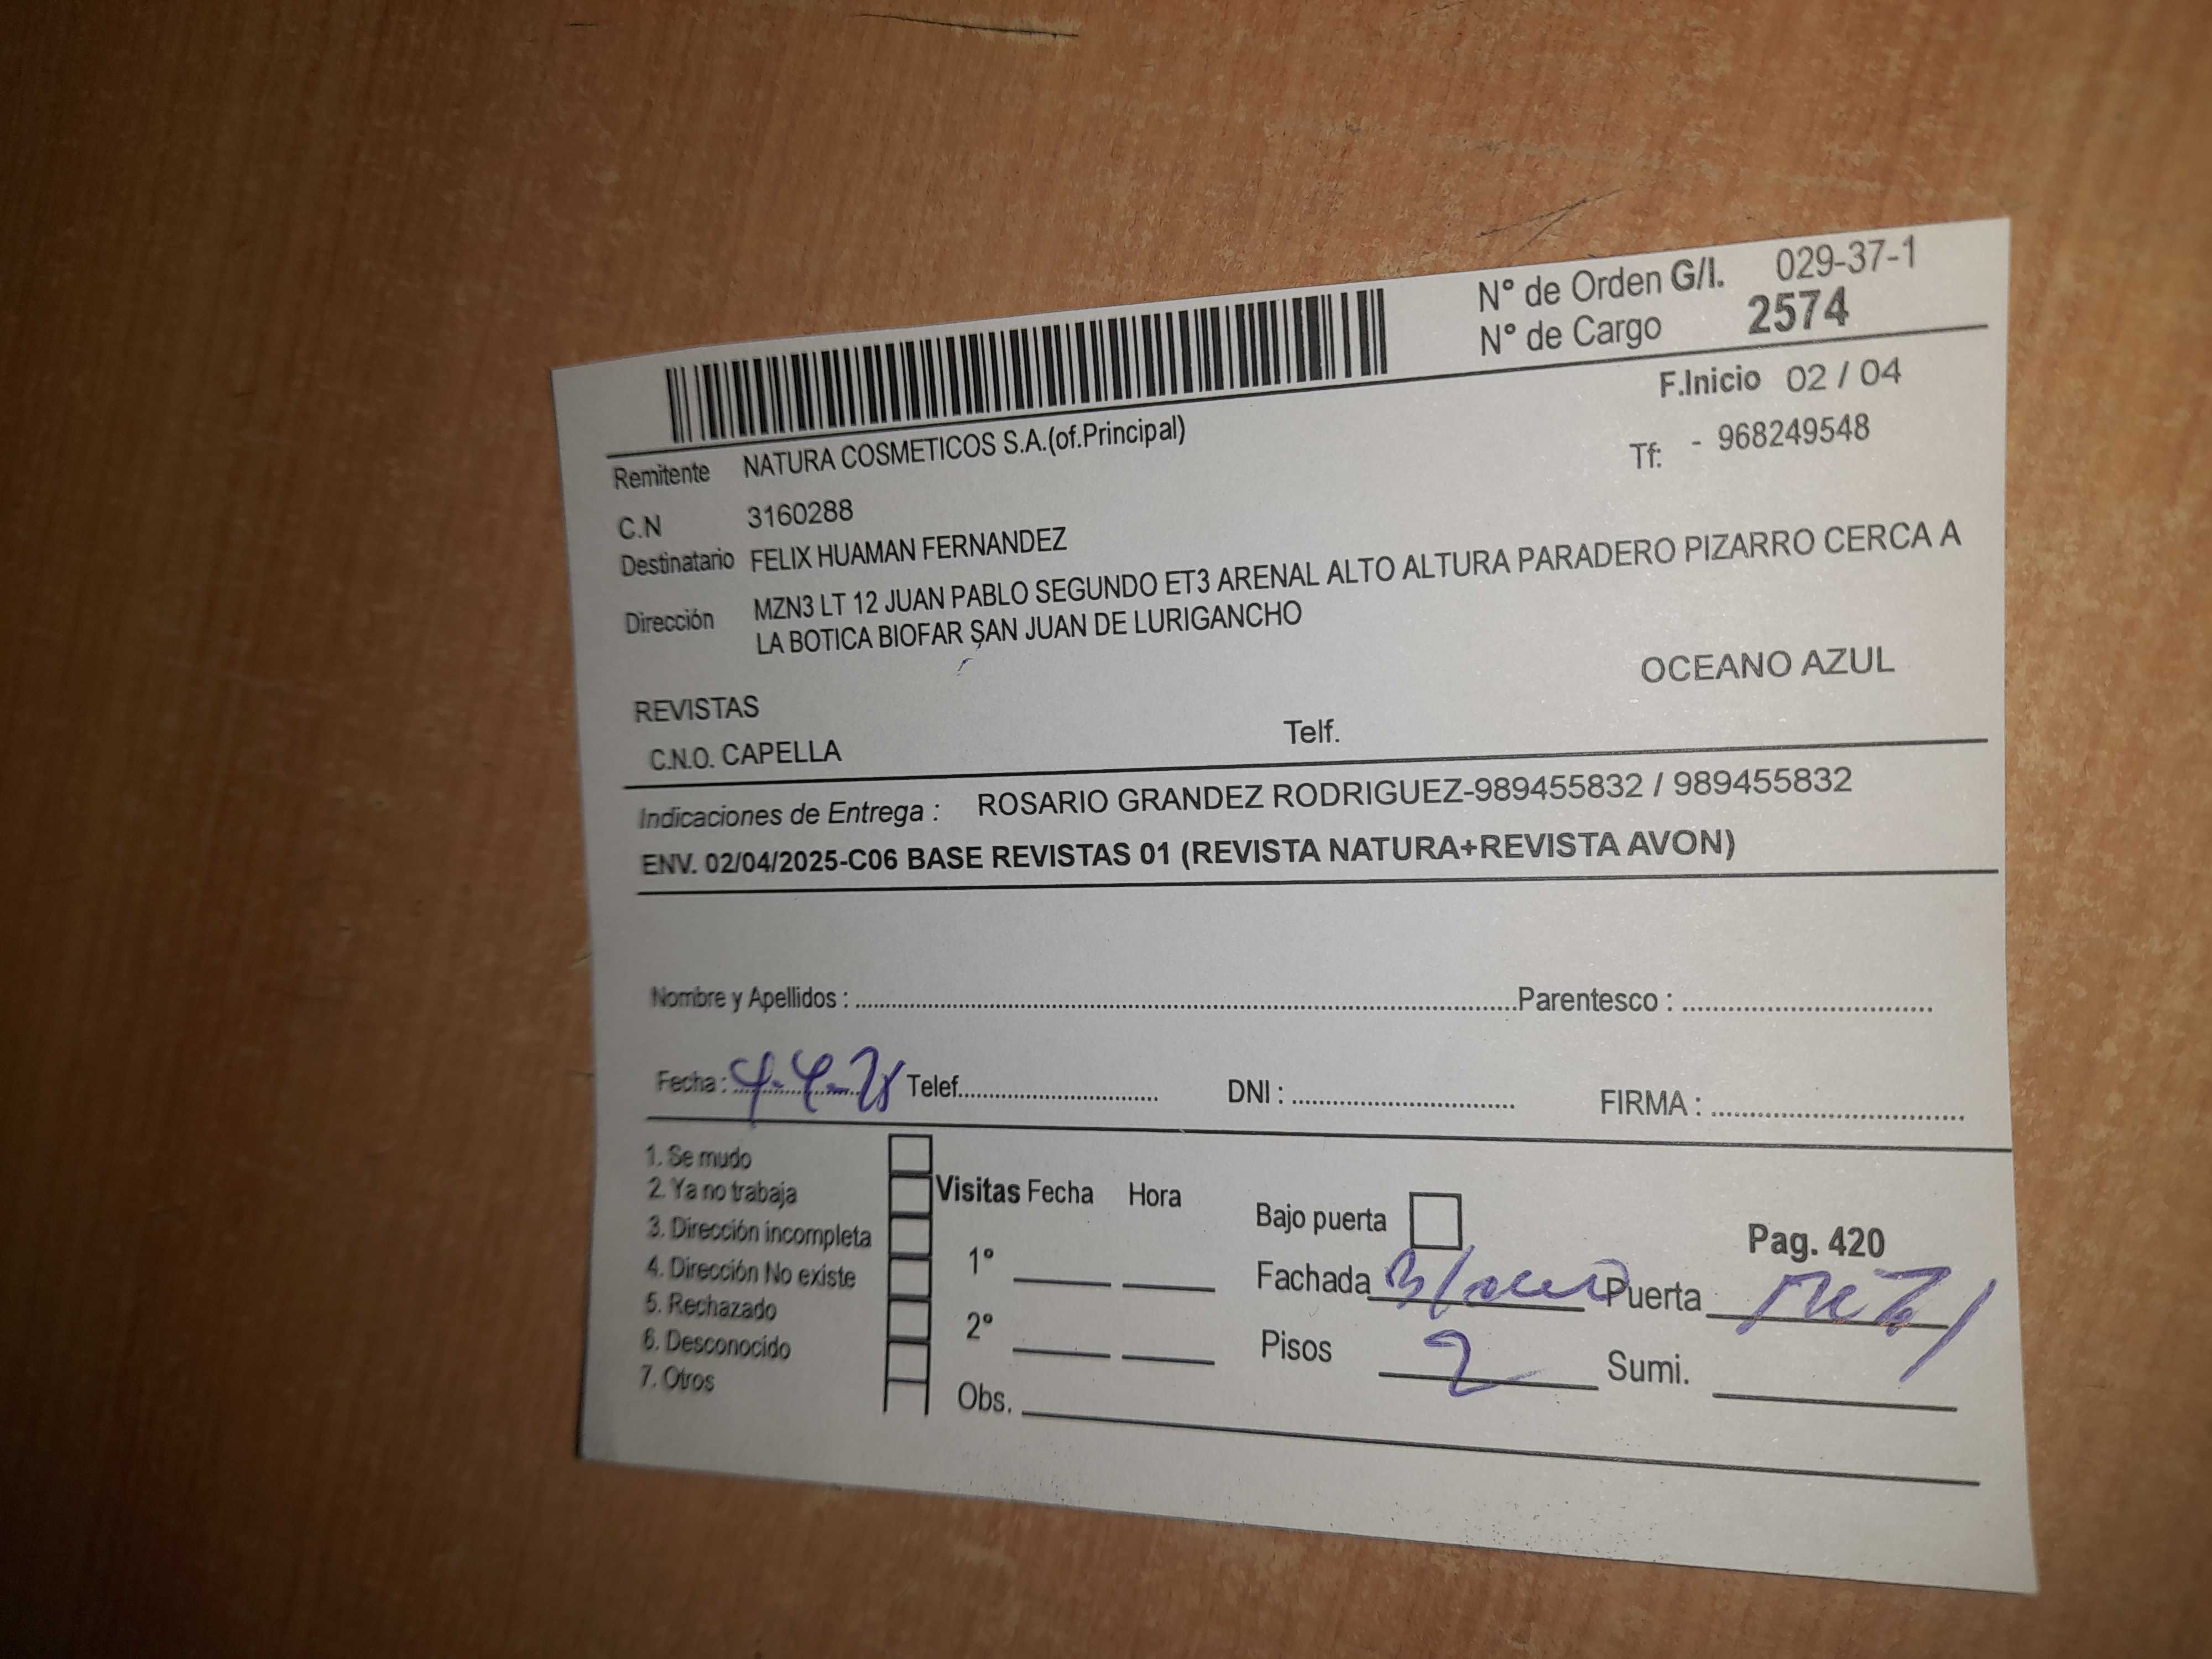 N° de Orden G/I. 029-37-1
N° de Cargo 2574
F.Inicio 02 / 04
Remitente NATURA COSMETICOS S.A.(of.Principal)
Tf: - 968249548
C.N 3160288
Destinatario FELIX HUAMAN FERNANDEZ
Dirección MZN3 LT 12 JUAN PABLO SEGUNDO ET3 ARENAL ALTO ALTURA PARADERO PIZARRO CERCA A
LA BOTICA BIOFAR SAN JUAN DE LURIGANCHO
OCEANO AZUL
REVISTAS
C.N.O. CAPELLA Telf.
Indicaciones de Entrega : ROSARIO GRANDEZ RODRIGUEZ-989455832 / 989455832
ENV. 02/04/2025-C06 BASE REVISTAS 01 (REVISTA NATURA+REVISTA AVON)
Nombre y Apellidos : Parentesco :
Fecha : 4-4-25 Telef. DNI : FIRMA :
1. Se mudo
2. Ya no trabaja
3. Dirección incompleta
4. Dirección No existe
5. Rechazado
6. Desconocido
7. Otros
Visitas Fecha Hora
1°
2°
Obs.
Bajo puerta
Pag. 420
Fachada Blanco Puerta
Pisos 2 Sumi.